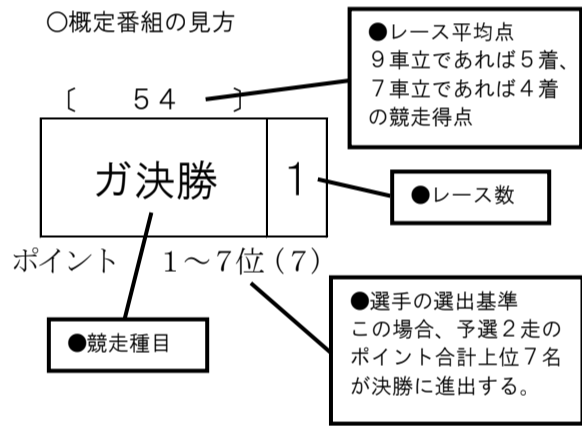 〇概定番組の見方
●レース平均点
９車立であれば５着、
７車立であれば４着
の競走得点
〔　５４　〕
ガ決勝　1
●レース数
ポイント　１～７位（７）
●競走種目
●選手の選出基準
この場合、予選２走の
ポイント合計上位７名
が決勝に進出する。